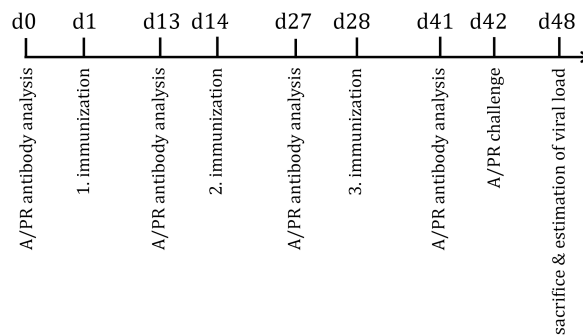 d0 d1 d13 d14 d27 d28 d41 d42 d48
A/PR antibody analysis
1. immunization
A/PR antibody analysis
2. immunization
A/PR antibody analysis
3. immunization
A/PR antibody analysis
A/PR challenge
sacrifice & estimation of viral load